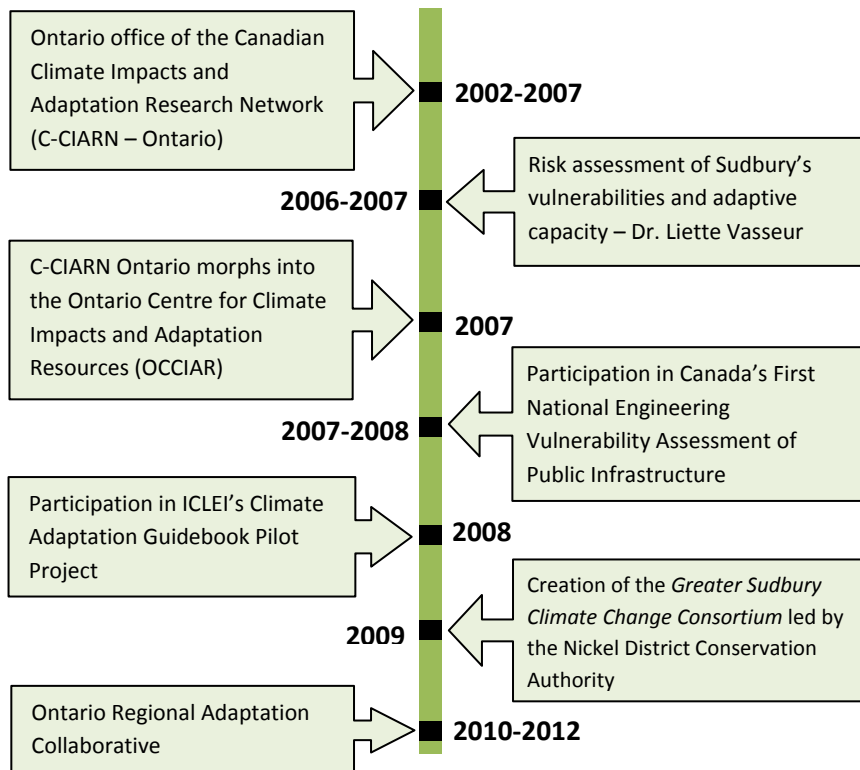 Ontario office of the Canadian
Climate Impacts and
Adaptation Research Network
(C-CIARN – Ontario)
2002-2007
Risk assessment of Sudbury's
vulnerabilities and adaptive
capacity – Dr. Liette Vasseur
2006-2007
C-CIARN Ontario morphs into
the Ontario Centre for Climate
Impacts and Adaptation
Resources (OCCIAR)
2007
Participation in Canada's First
National Engineering
Vulnerability Assessment of
Public Infrastructure
2007-2008
Participation in ICLEI's Climate
Adaptation Guidebook Pilot
Project
2008
Creation of the Greater Sudbury
Climate Change Consortium led by
the Nickel District Conservation
Authority
2009
Ontario Regional Adaptation
Collaborative
2010-2012